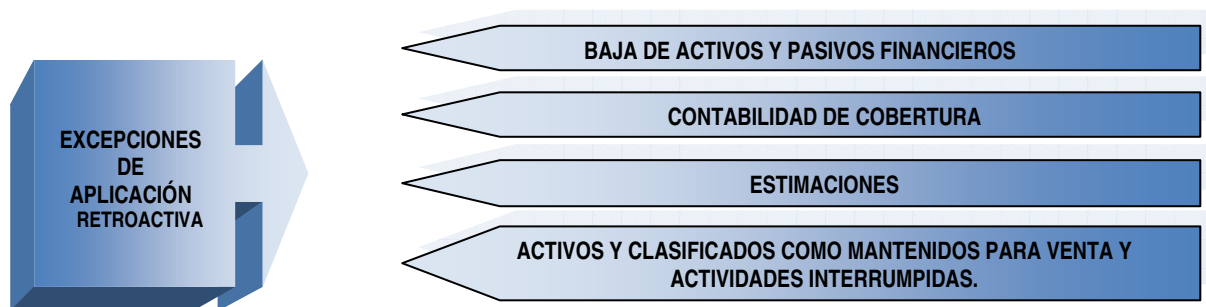 EXCEPCIONES
DE
APLICACIÓN
RETROACTIVA
BAJA DE ACTIVOS Y PASIVOS FINANCIEROS
CONTABILIDAD DE COBERTURA
ESTIMACIONES
ACTIVOS Y CLASIFICADOS COMO MANTENIDOS PARA VENTA Y
ACTIVIDADES INTERRUMPIDAS.